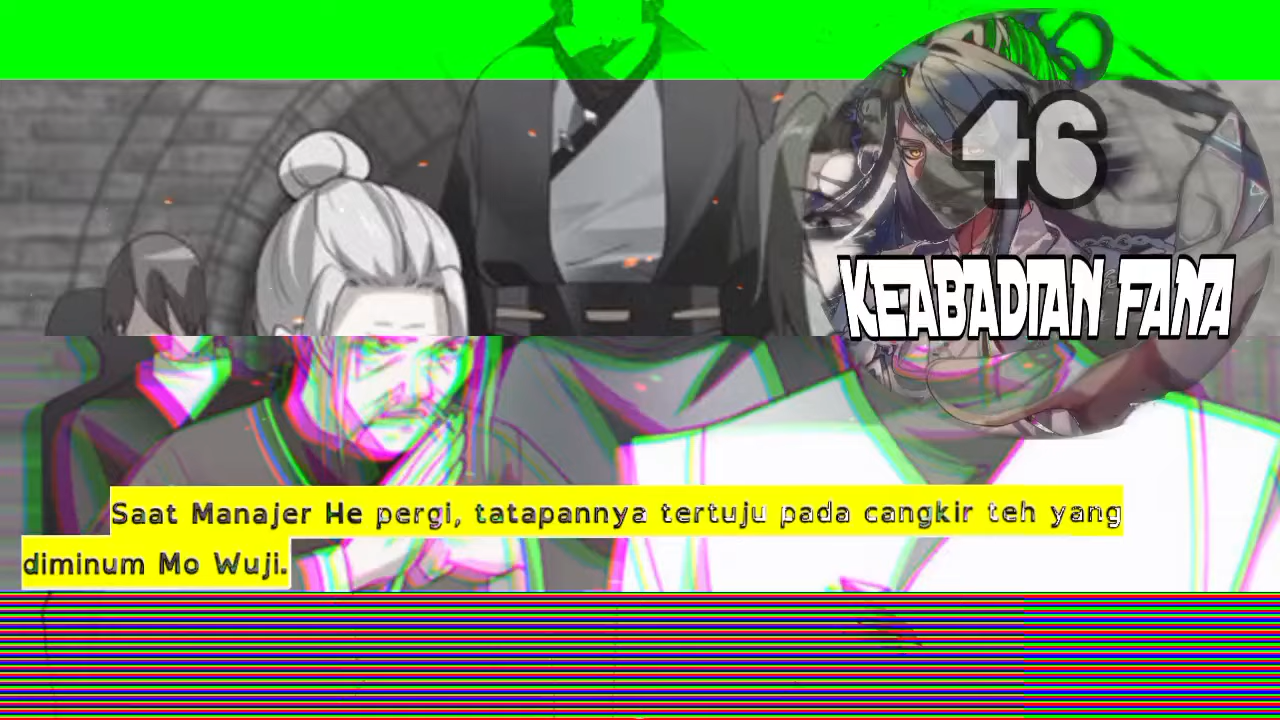 46
KEABADIAN FANA
Saat Manajer He pergi, tatapannya tertuju pada cangkir teh yang
diminum Mo Wuji.